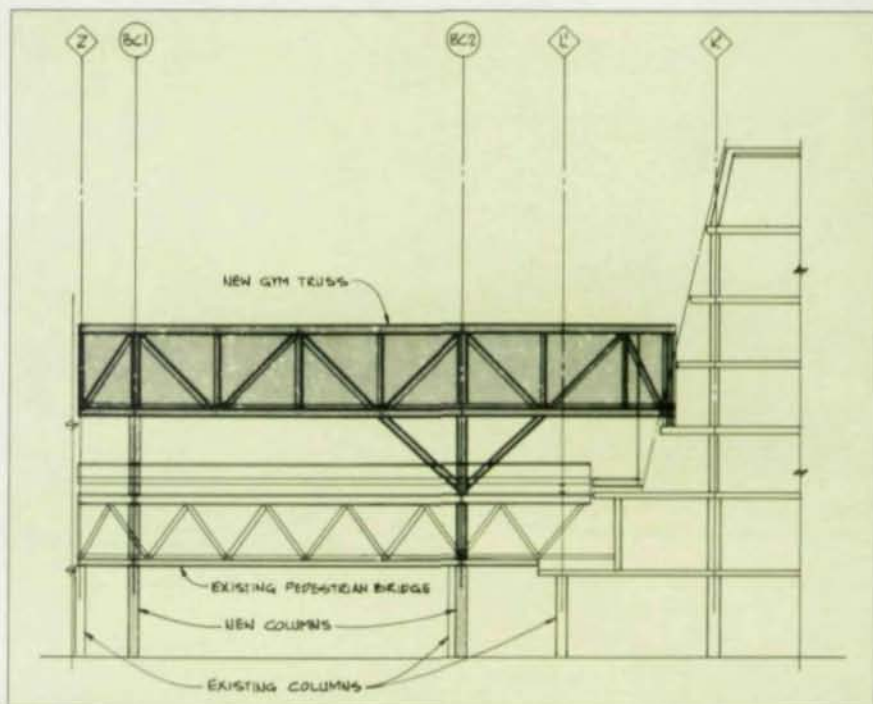 Z BC1 BC2 L' K
NEW GYM TRUSS
EXISTING PEDESTRIAN BRIDGE
NEW COLUMNS
EXISTING COLUMNS